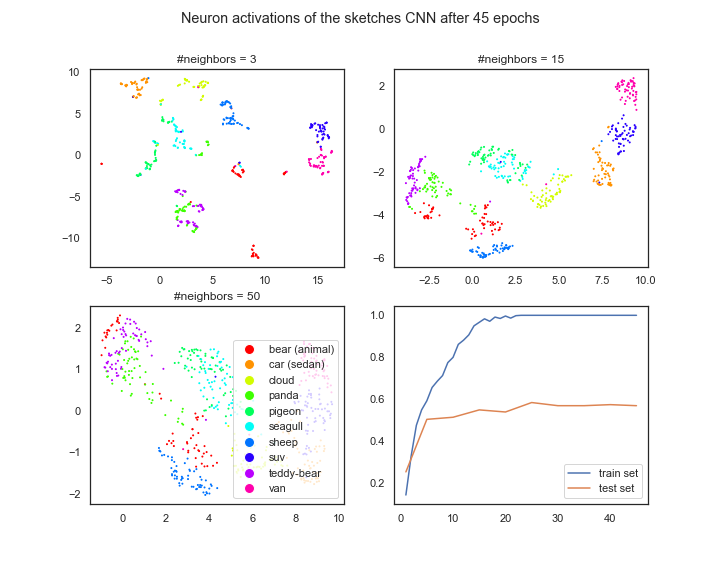 Neuron activations of the sketches CNN after 45 epochs
#neighbors = 3
10
5
0
−5
−10
−5
0
5
10
15
#neighbors = 15
2
0
−2
−4
−6
−2.5
0.0
2.5
5.0
7.5
10.0
#neighbors = 50
2
1
0
−1
−2
0
2
4
6
8
10
bear (animal)
car (sedan)
cloud
panda
pigeon
seagull
sheep
suv
teddy-bear
van
1.0
0.8
0.6
0.4
0.2
0
10
20
30
40
train set
test set